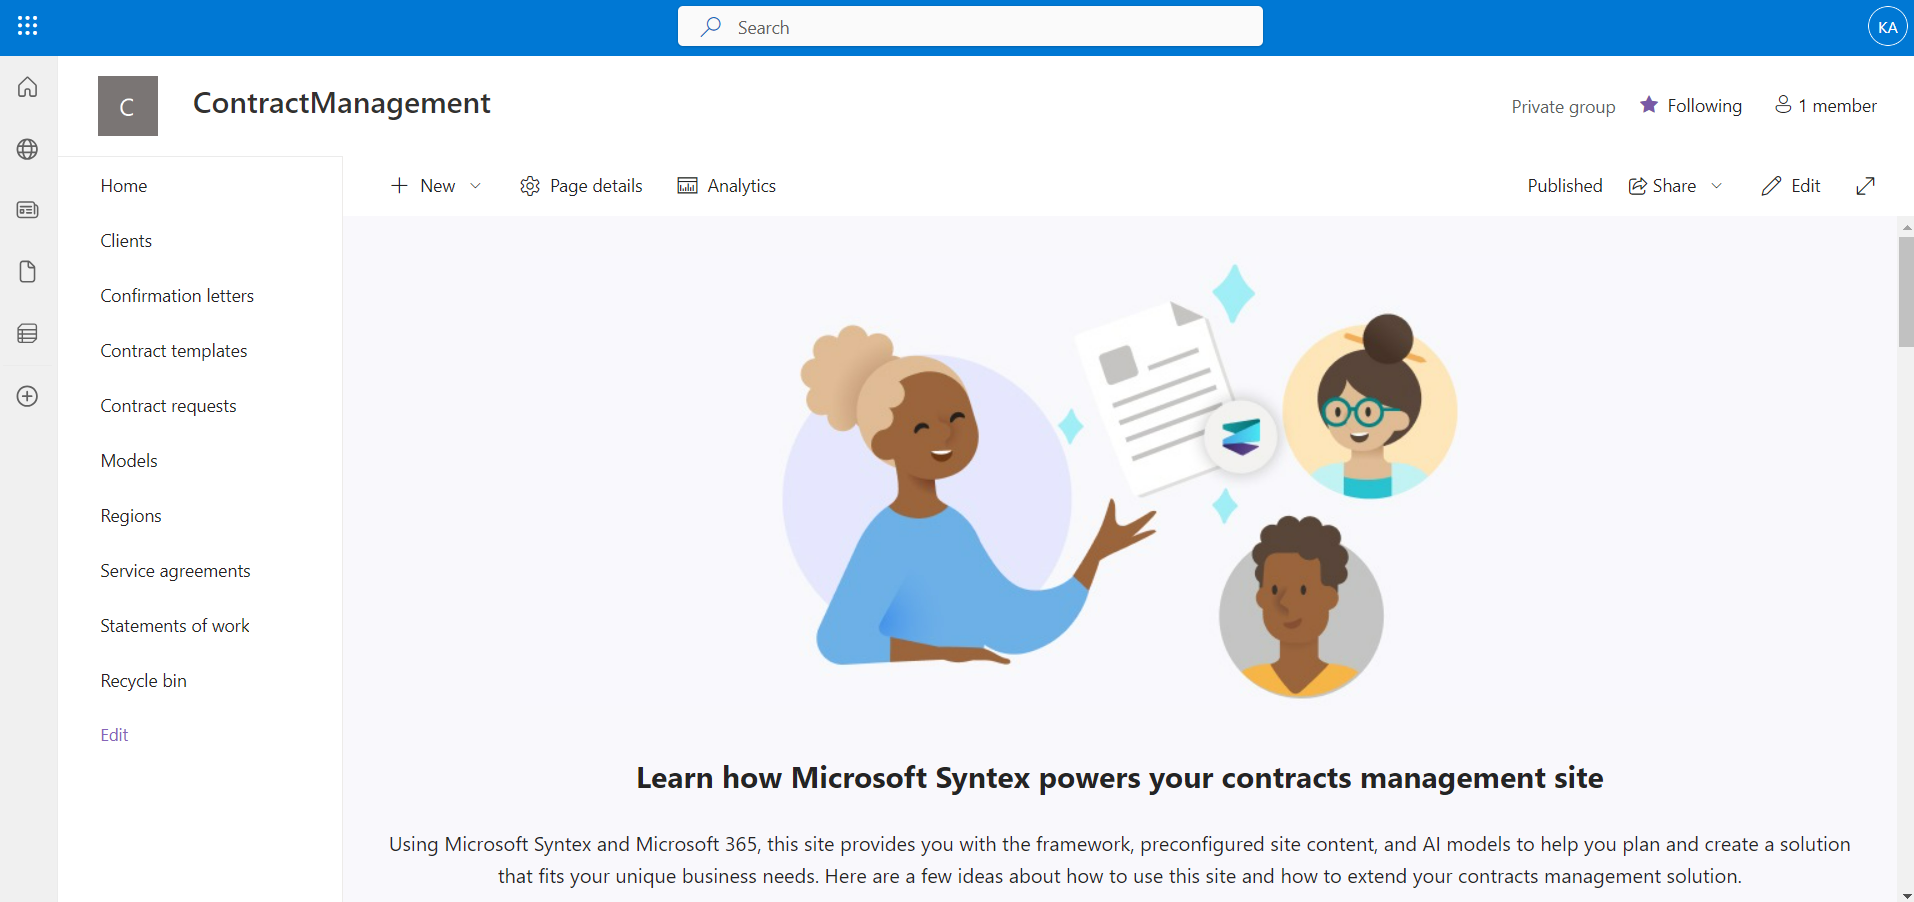 Search
KA
C
ContractManagement
Private group
Following
1 member
Home
Clients
Confirmation letters
Contract templates
Contract requests
Models
Regions
Service agreements
Statements of work
Recycle bin
Edit
New
Page details
Analytics
Published
Share
Edit
Learn how Microsoft Syntex powers your contracts management site
Using Microsoft Syntex and Microsoft 365, this site provides you with the framework, preconfigured site content, and AI models to help you plan and create a solution
that fits your unique business needs. Here are a few ideas about how to use this site and how to extend your contracts management solution.